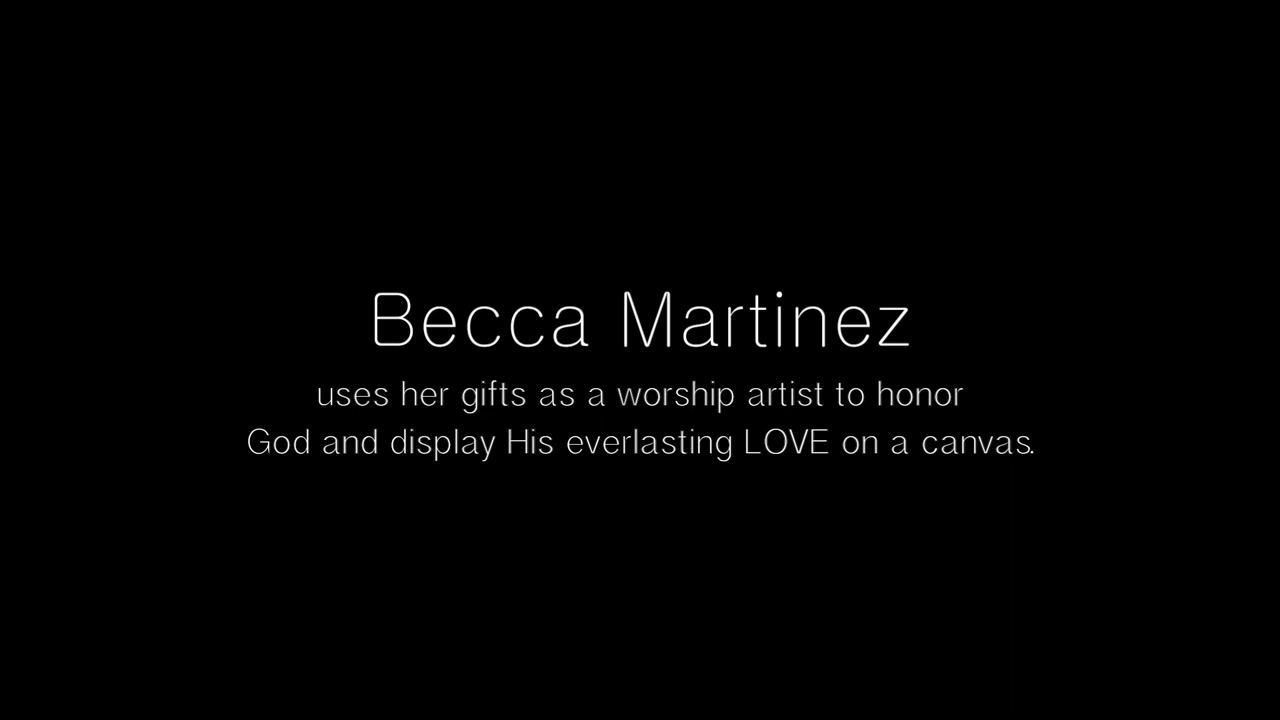 Becca Martinez
uses her gifts as a worship artist to honor
God and display His everlasting LOVE on a canvas.